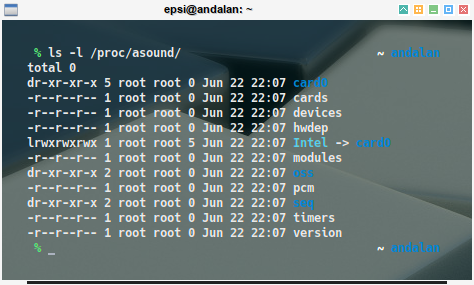 epsi@andalan: ~
% ls -l /proc/asound/ ~ andalan
total 0
dr-xr-xr-x 5 root root 0 Jun 22 22:07 card0
-r--r--r-- 1 root root 0 Jun 22 22:07 cards
-r--r--r-- 1 root root 0 Jun 22 22:07 devices
-r--r--r-- 1 root root 0 Jun 22 22:07 hwdep
lrwxrwxrwx 1 root root 5 Jun 22 22:07 Intel -> card0
-r--r--r-- 1 root root 0 Jun 22 22:07 modules
dr-xr-xr-x 2 root root 0 Jun 22 22:07 oss
-r--r--r-- 1 root root 0 Jun 22 22:07 pcm
dr-xr-xr-x 2 root root 0 Jun 22 22:07 seq
-r--r--r-- 1 root root 0 Jun 22 22:07 timers
-r--r--r-- 1 root root 0 Jun 22 22:07 version
% _ ~ andalan